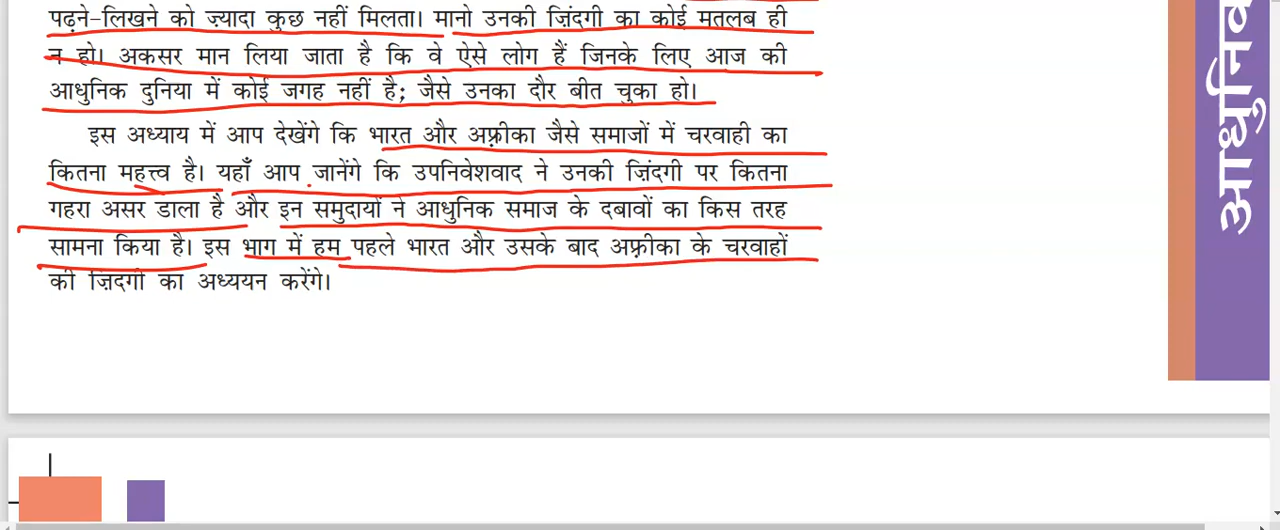 पढ़ने-लिखने को ज़्यादा कुछ नहीं मिलता। मानो उनकी ज़िंदगी का कोई मतलब ही
न हो। अकसर मान लिया जाता है कि वे ऐसे लोग हैं जिनके लिए आज की
आधुनिक दुनिया में कोई जगह नहीं है; जैसे उनका दौर बीत चुका हो।
इस अध्याय में आप देखेंगे कि भारत और अफ़्रीका जैसे समाजों में चरवाही का
कितना महत्त्व है। यहाँ आप जानेंगे कि उपनिवेशवाद ने उनकी ज़िंदगी पर कितना
गहरा असर डाला है और इन समुदायों ने आधुनिक समाज के दबावों का किस तरह
सामना किया है। इस भाग में हम पहले भारत और उसके बाद अफ़्रीका के चरवाहों
की ज़िदगी का अध्ययन करेंगे।